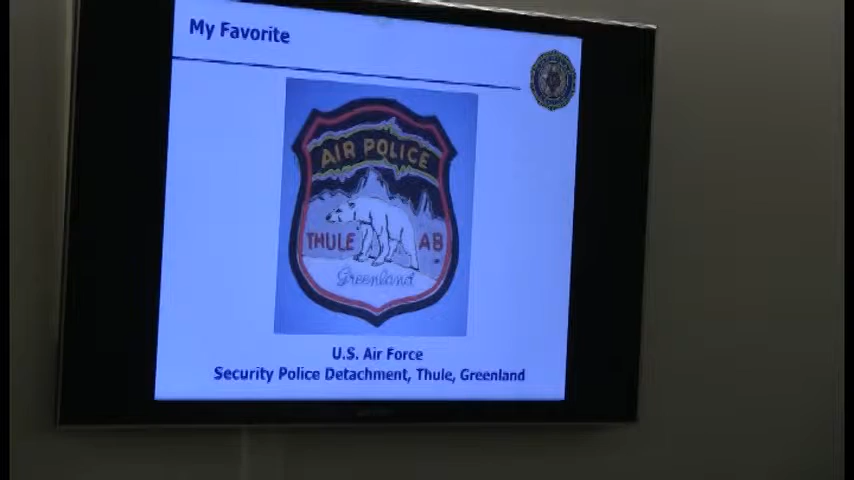 My Favorite
AIR POLICE
THULE AB
Greenland
U.S. Air Force
Security Police Detachment, Thule, Greenland